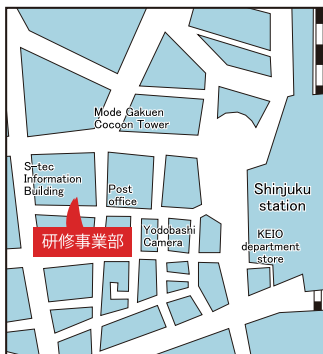 Mode Gakuen
Cocoon Tower
S-tec
Information
Building
Post
office
Shinjuku
station
研修事業部
Yodobashi
Camera
KEIO
department
store